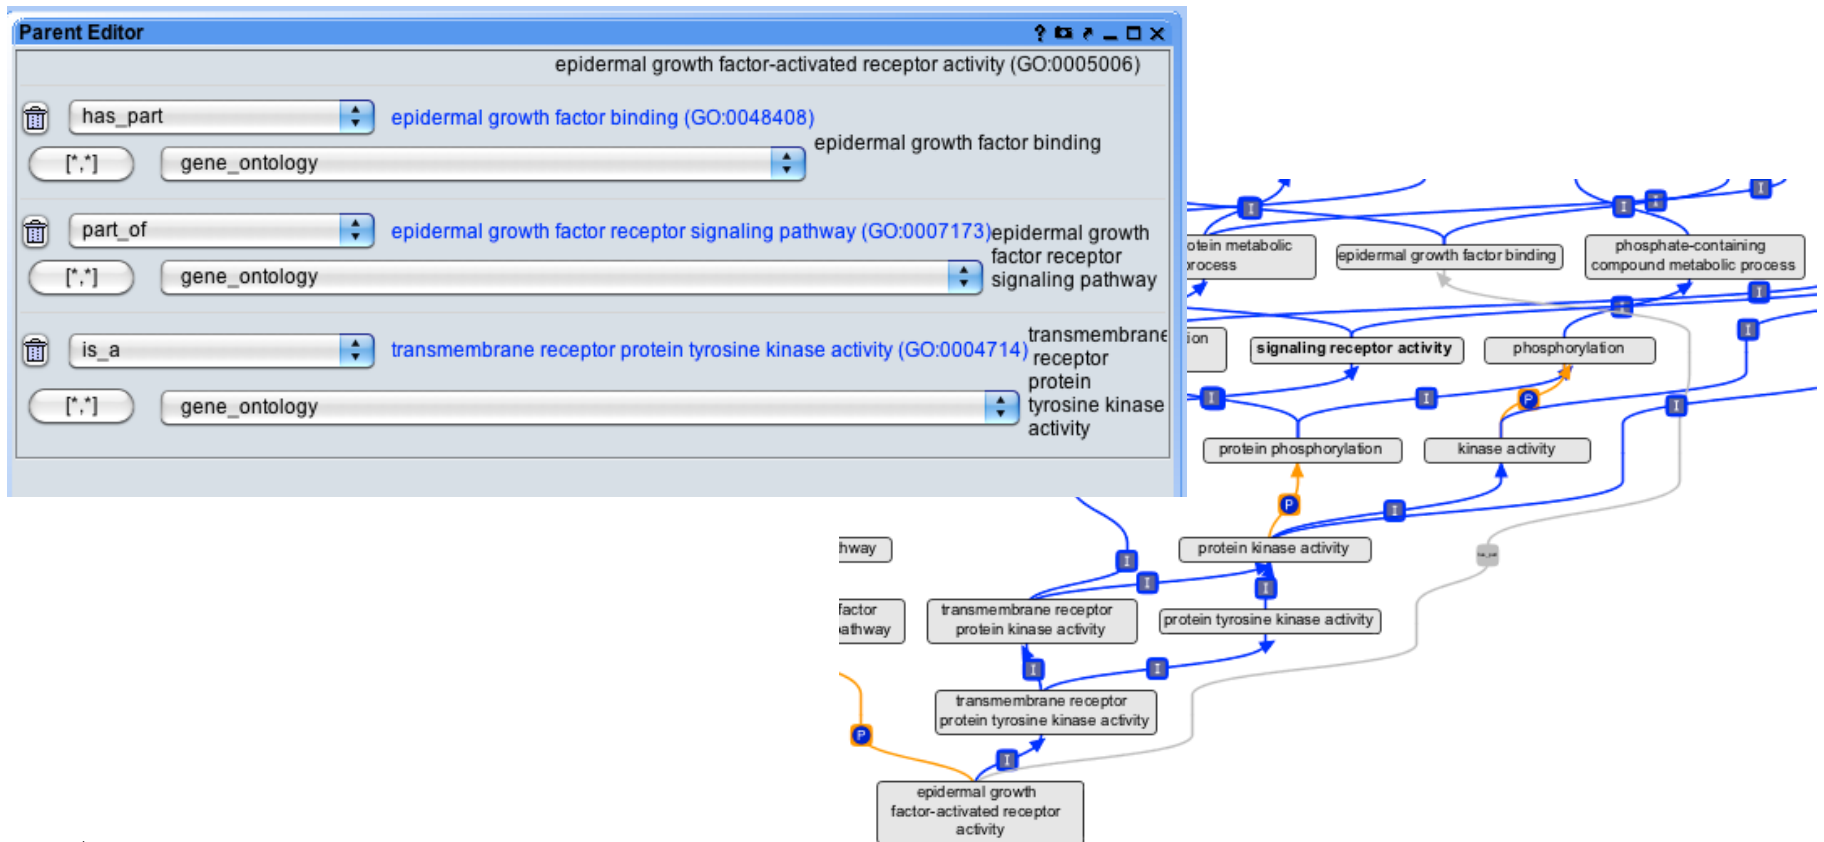 Parent Editor
epidermal growth factor-activated receptor activity (GO:0005006)
has_part
epidermal growth factor binding (GO:0048408)
epidermal growth factor binding
[*,*]
gene_ontology
part_of
epidermal growth factor receptor signaling pathway (GO:0007173)
epidermal growth
factor receptor
signaling pathway
[*,*]
gene_ontology
is_a
transmembrane receptor protein tyrosine kinase activity (GO:0004714)
transmembrane
receptor
protein
tyrosine kinase
activity
[*,*]
gene_ontology
I
I
I
I
otein metabolic
rocess
epidermal growth factor binding
phosphate-containing
compound metabolic process
I
I
I
ion
signaling receptor activity
phosphorylation
I
I
P
I
protein phosphorylation
kinase activity
P
I
hway
protein kinase activity
I
I
I
factor
athway
transmembrane receptor
protein kinase activity
protein tyrosine kinase activity
I
I
transmembrane receptor
protein tyrosine kinase activity
P
I
epidermal growth
factor-activated receptor
activity